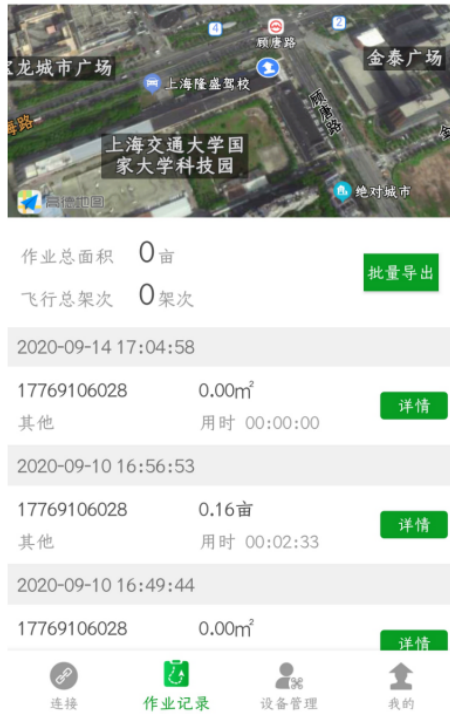 4
2
顾唐路
龙城市广场
金泰广场
上海隆盛驾校
顾唐路
海路
上海交通大学国
家大学科技园
绝对城市
高德地图
作业总面积 0亩
批量导出
飞行总架次 0架次
2020-09-14 17:04:58
17769106028 0.00㎡
详情
其他 用时 00:00:00
2020-09-10 16:56:53
17769106028 0.16亩
详情
其他 用时 00:02:33
2020-09-10 16:49:44
17769106028 0.00㎡
详情
连接 作业记录 设备管理 我的